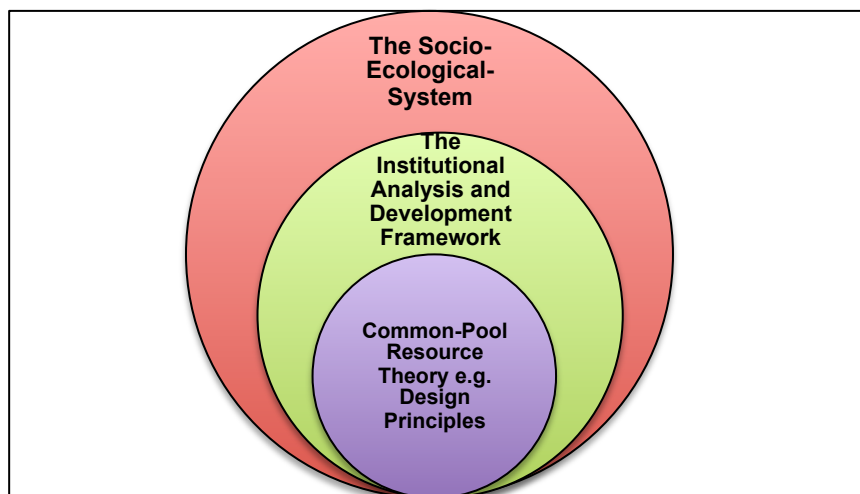 The Socio-
Ecological-
System
The
Institutional
Analysis and
Development
Framework
Common-Pool
Resource
Theory e.g.
Design
Principles